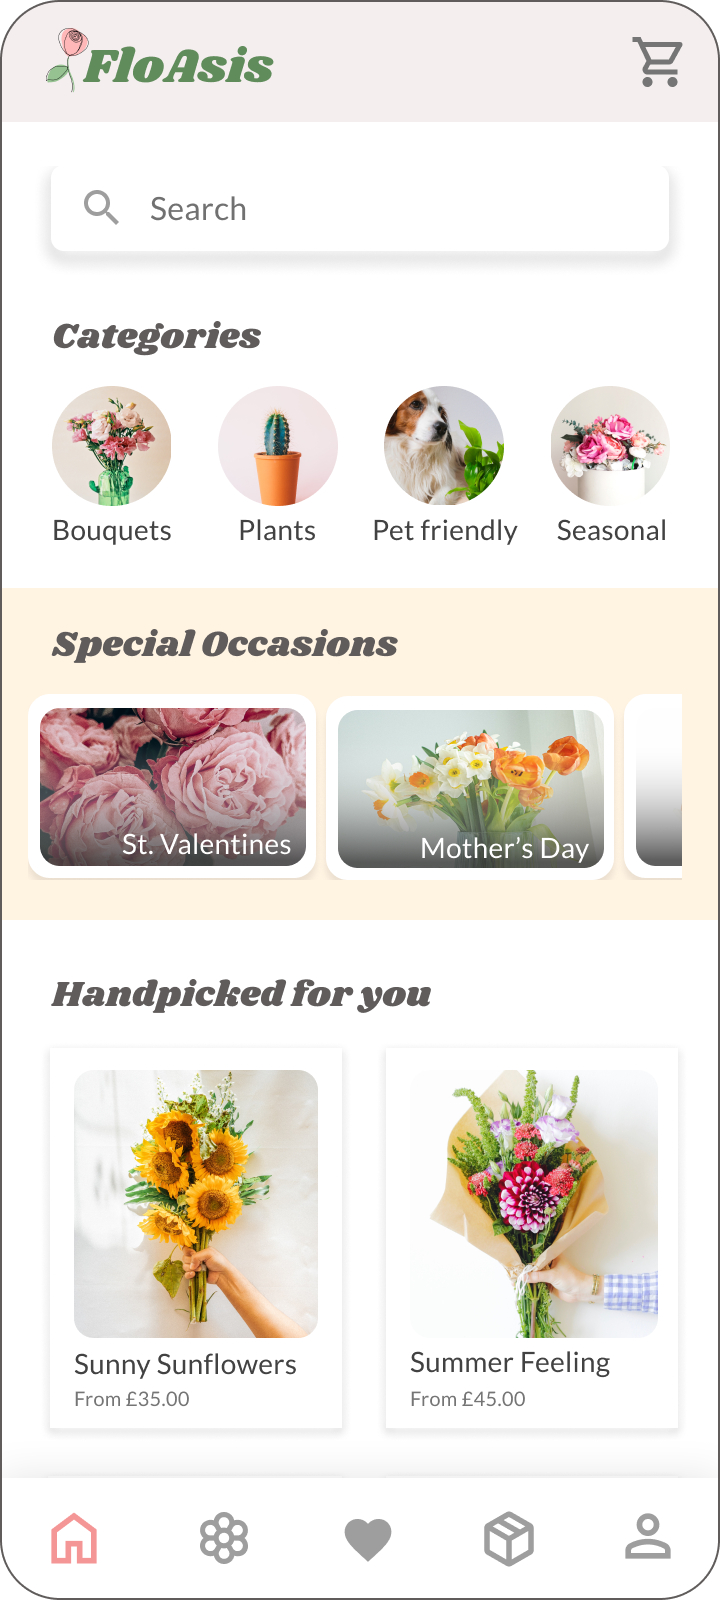 FloAsis
Search
Categories
Bouquets
Plants
Pet friendly
Seasonal
Special Occasions
St. Valentines
Mother’s Day
Handpicked for you
Sunny Sunflowers
From £35.00
Summer Feeling
From £45.00